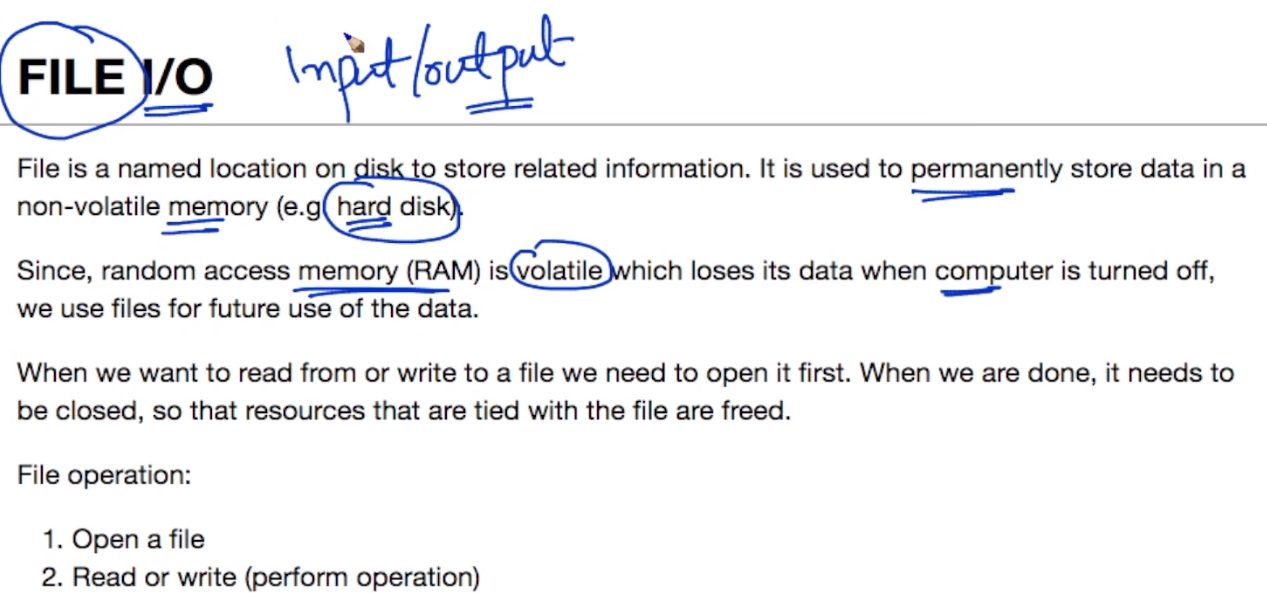 FILE I/O Input/output
File is a named location on disk to store related information. It is used to permanently store data in a
non-volatile memory (e.g. hard disk).
Since, random access memory (RAM) is volatile which loses its data when computer is turned off,
we use files for future use of the data.
When we want to read from or write to a file we need to open it first. When we are done, it needs to
be closed, so that resources that are tied with the file are freed.
File operation:
1. Open a file
2. Read or write (perform operation)